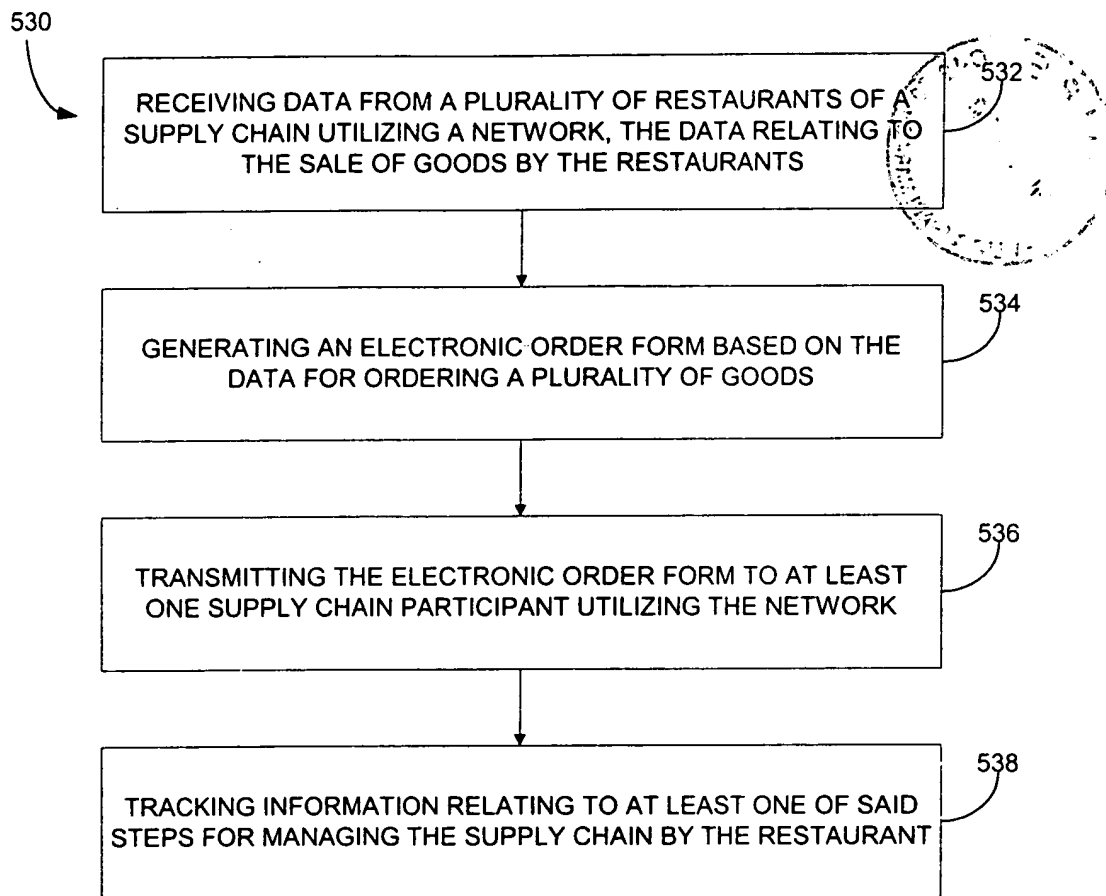 530
RECEIVING DATA FROM A PLURALITY OF RESTAURANTS OF A
SUPPLY CHAIN UTILIZING A NETWORK, THE DATA RELATING TO
THE SALE OF GOODS BY THE RESTAURANTS
532
GENERATING AN ELECTRONIC ORDER FORM BASED ON THE
DATA FOR ORDERING A PLURALITY OF GOODS
534
TRANSMITTING THE ELECTRONIC ORDER FORM TO AT LEAST
ONE SUPPLY CHAIN PARTICIPANT UTILIZING THE NETWORK
536
TRACKING INFORMATION RELATING TO AT LEAST ONE OF SAID
STEPS FOR MANAGING THE SUPPLY CHAIN BY THE RESTAURANT
538